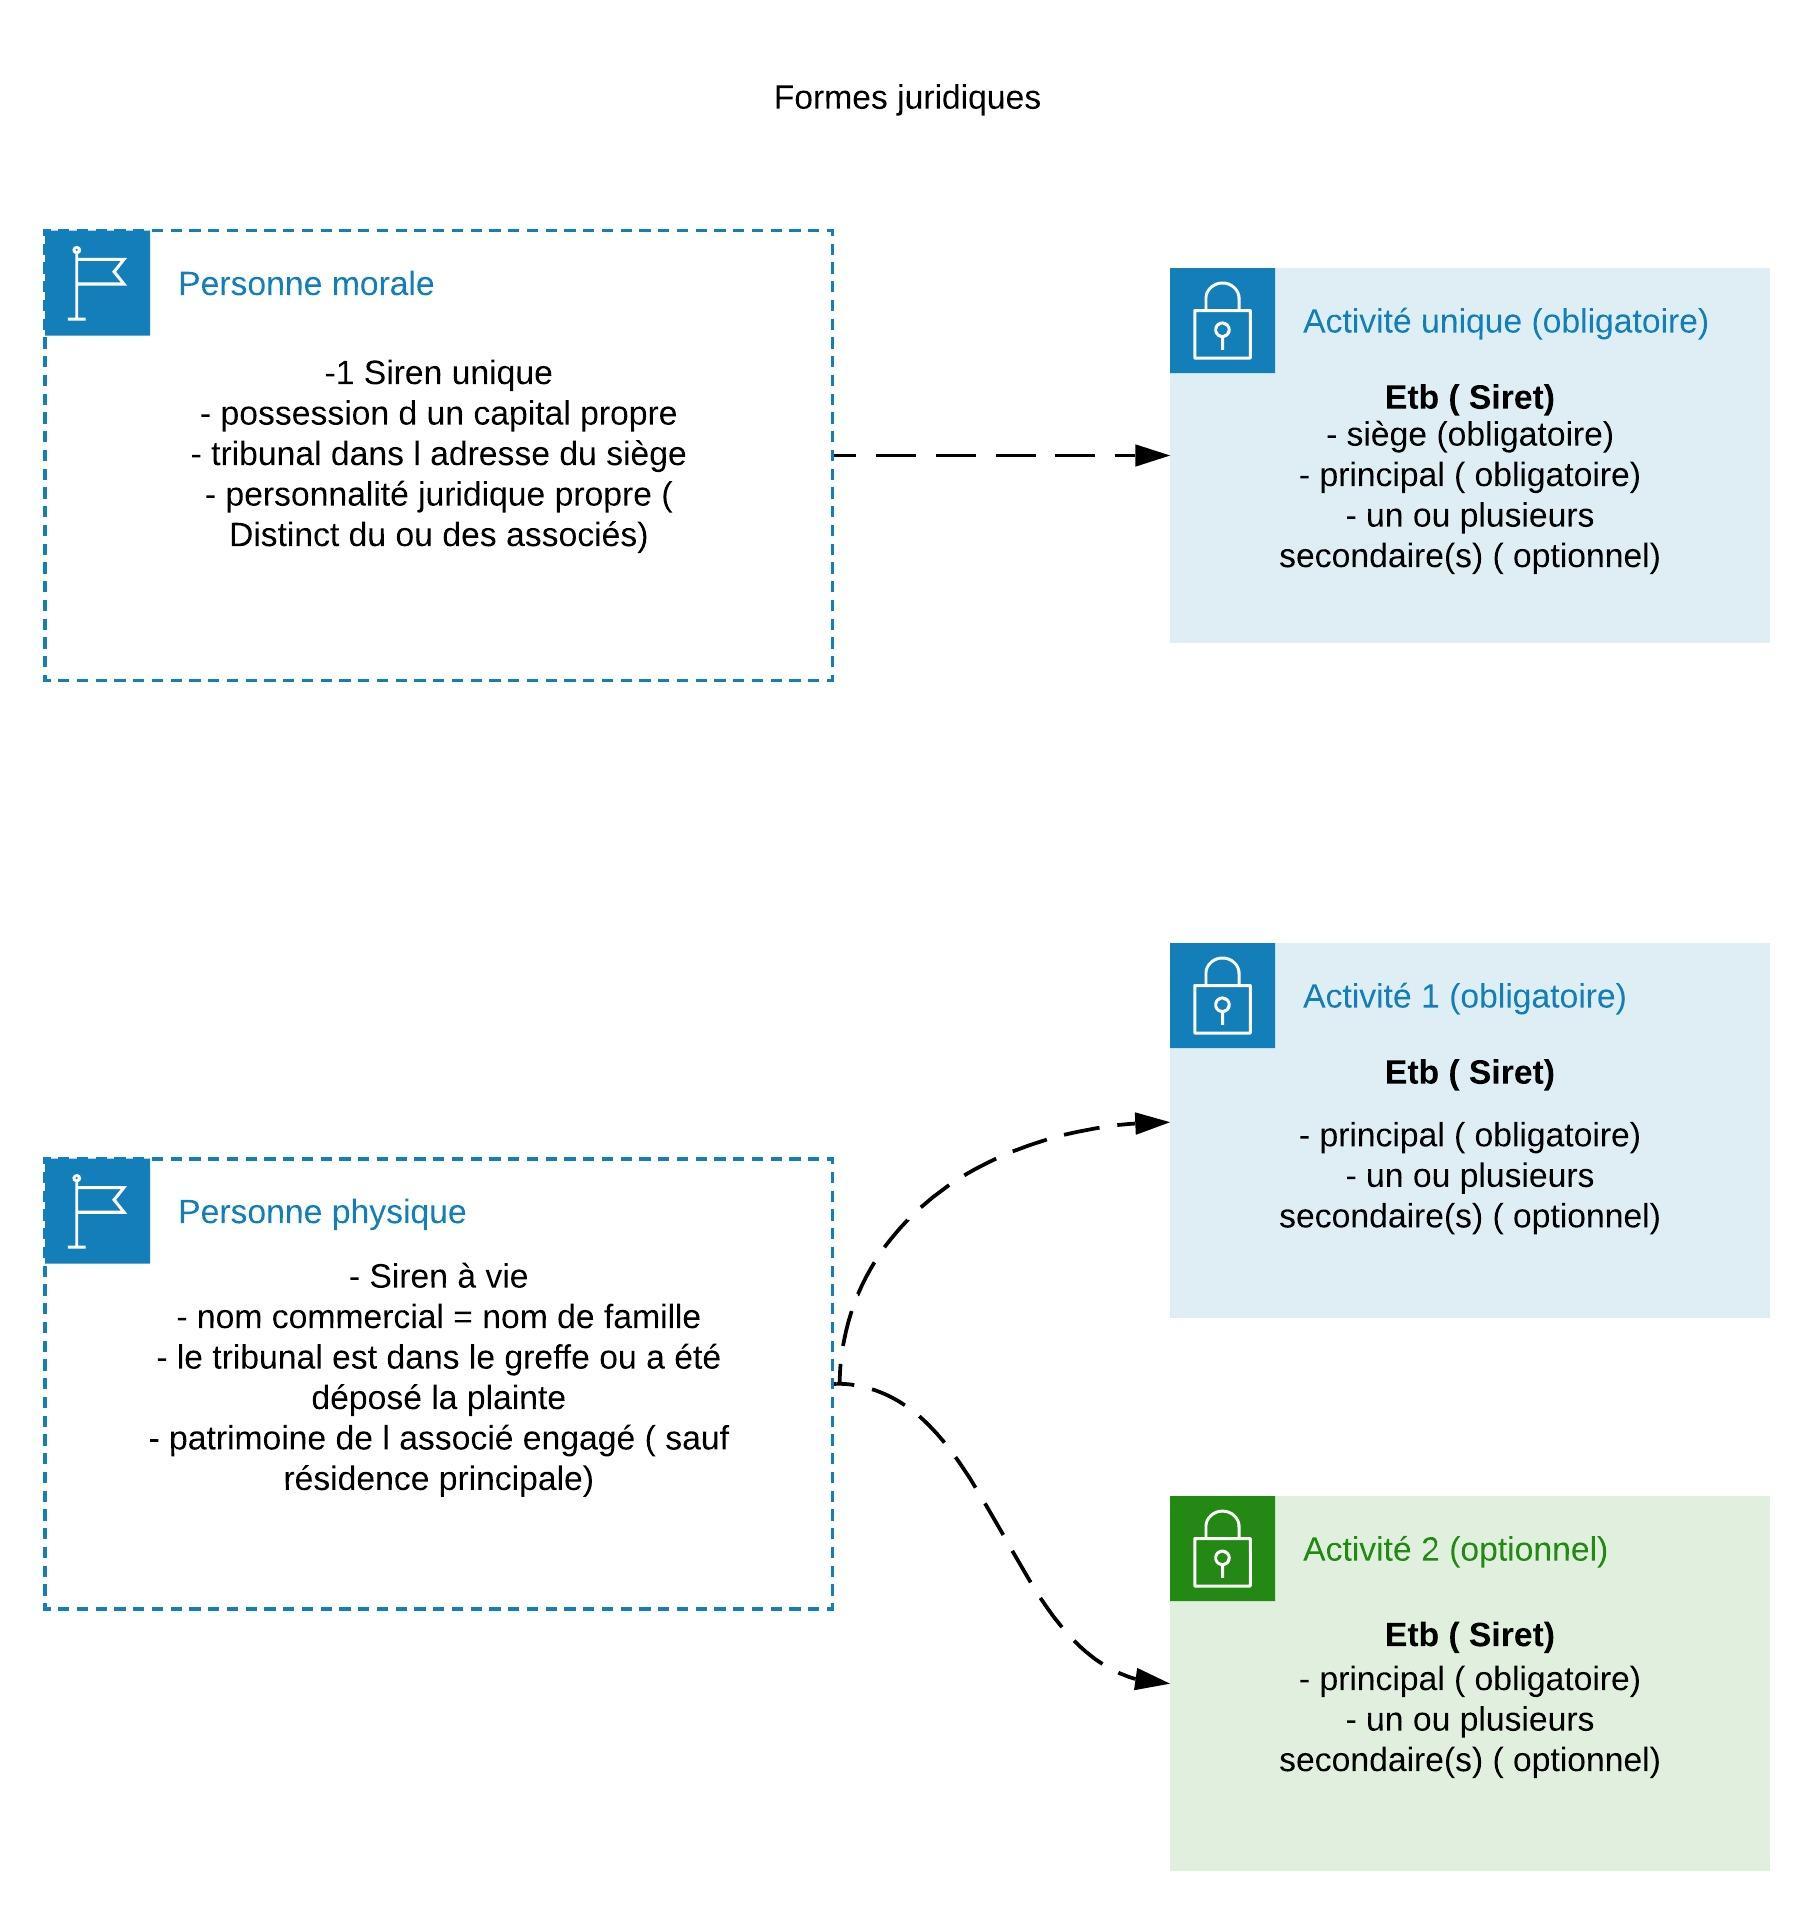 Formes juridiques
Personne morale
-1 Siren unique
- possession d un capital propre
- tribunal dans l adresse du siège
- personnalité juridique propre (
Distinct du ou des associés)
Activité unique (obligatoire)
Etb ( Siret)
- siège (obligatoire)
- principal ( obligatoire)
- un ou plusieurs
secondaire(s) ( optionnel)
Personne physique
- Siren à vie
- nom commercial = nom de famille
- le tribunal est dans le greffe ou a été
déposé la plainte
- patrimoine de l associé engagé ( sauf
résidence principale)
Activité 1 (obligatoire)
Etb ( Siret)
- principal ( obligatoire)
- un ou plusieurs
secondaire(s) ( optionnel)
Activité 2 (optionnel)
Etb ( Siret)
- principal ( obligatoire)
- un ou plusieurs
secondaire(s) ( optionnel)